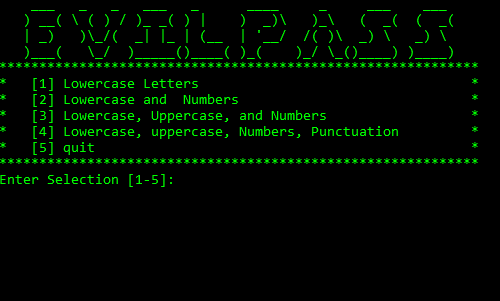 EVILPASS
[1] Lowercase Letters
[2] Lowercase and Numbers
[3] Lowercase, Uppercase, and Numbers
[4] Lowercase, uppercase, Numbers, Punctuation
[5] quit
Enter Selection [1-5]: